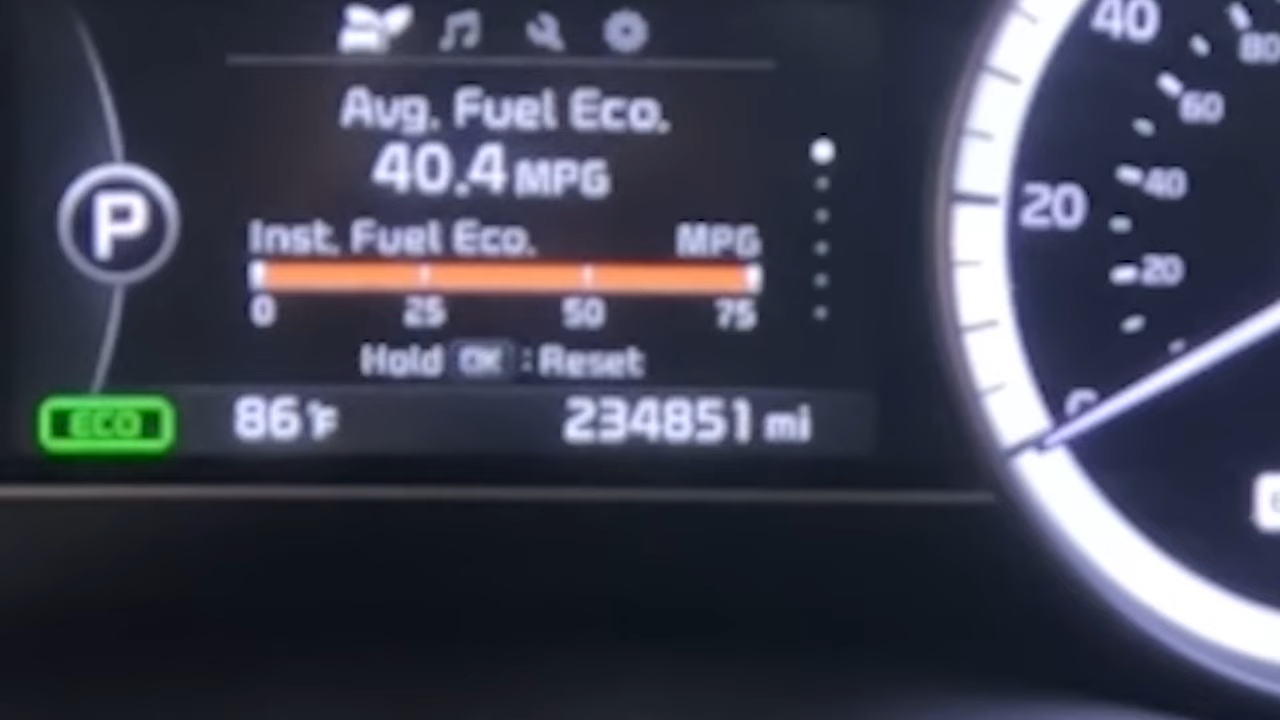 Avg. Fuel Eco.
40.4 MPG
Inst. Fuel Eco. MPG
0 25 50 75
Hold OK : Reset
P
ECO
86°F 234851 mi
40
80
60
20
40
20